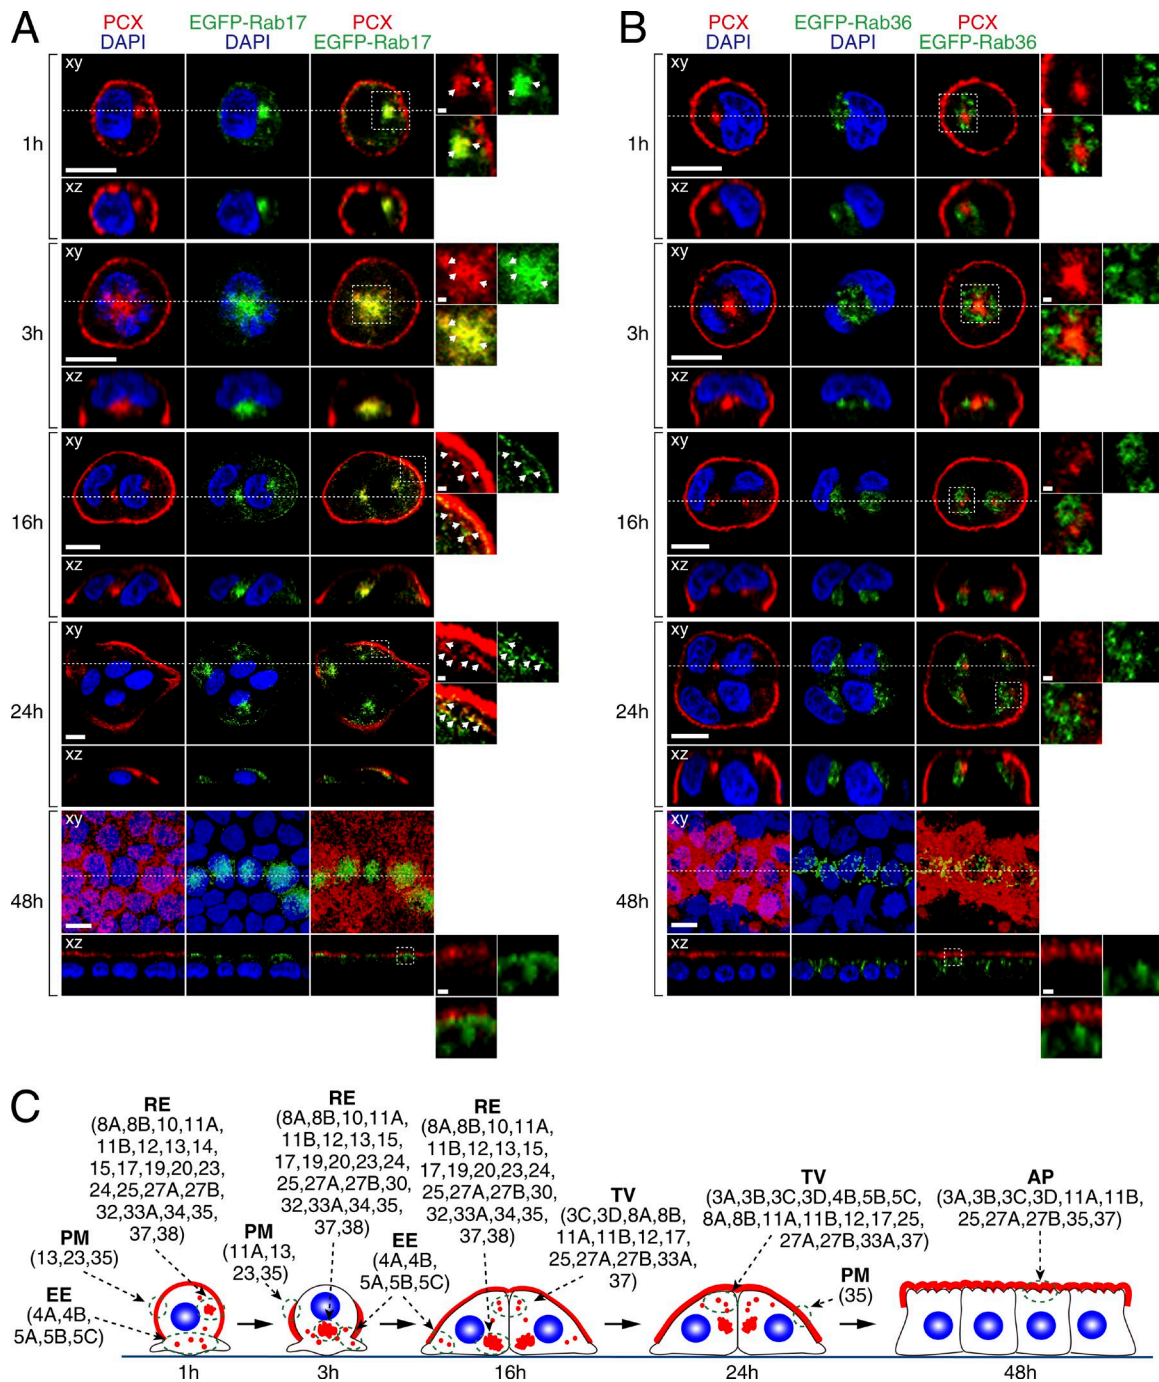 A
PCX
DAPI
EGFP-Rab17
DAPI
PCX
EGFP-Rab17
1h
xy
xz
3h
xy
xz
16h
xy
xz
24h
xy
xz
48h
xy
xz
B
PCX
DAPI
EGFP-Rab36
DAPI
PCX
EGFP-Rab36
1h
xy
xz
3h
xy
xz
16h
xy
xz
24h
xy
xz
48h
xy
xz
C
RE
(8A,8B,10,11A,
11B,12,13,14,
15,17,19,20,23,
24,25,27A,27B,
32,33A,34,35,
37,38)
PM
(13,23,35)
EE
(4A,4B,
5A,5B,5C)
1h
RE
(8A,8B,10,11A,
11B,12,13,15,
17,19,20,23,24,
25,27A,27B,30,
32,33A,34,35,
37,38)
PM
(11A,13,
23,35)
EE
(4A,4B,
5A,5B,5C)
3h
RE
(8A,8B,10,11A,
11B,12,13,15,
17,19,20,23,24,
25,27A,27B,30,
32,33A,34,35,
37,38)
TV
(3C,3D,8A,8B,
11A,11B,12,17,
25,27A,27B,33A,
37)
16h
TV
(3A,3B,3C,3D,4B,5B,5C,
8A,8B,11A,11B,12,17,25,
27A,27B,33A,37)
PM
(35)
24h
AP
(3A,3B,3C,3D,11A,11B,
25,27A,27B,35,37)
48h